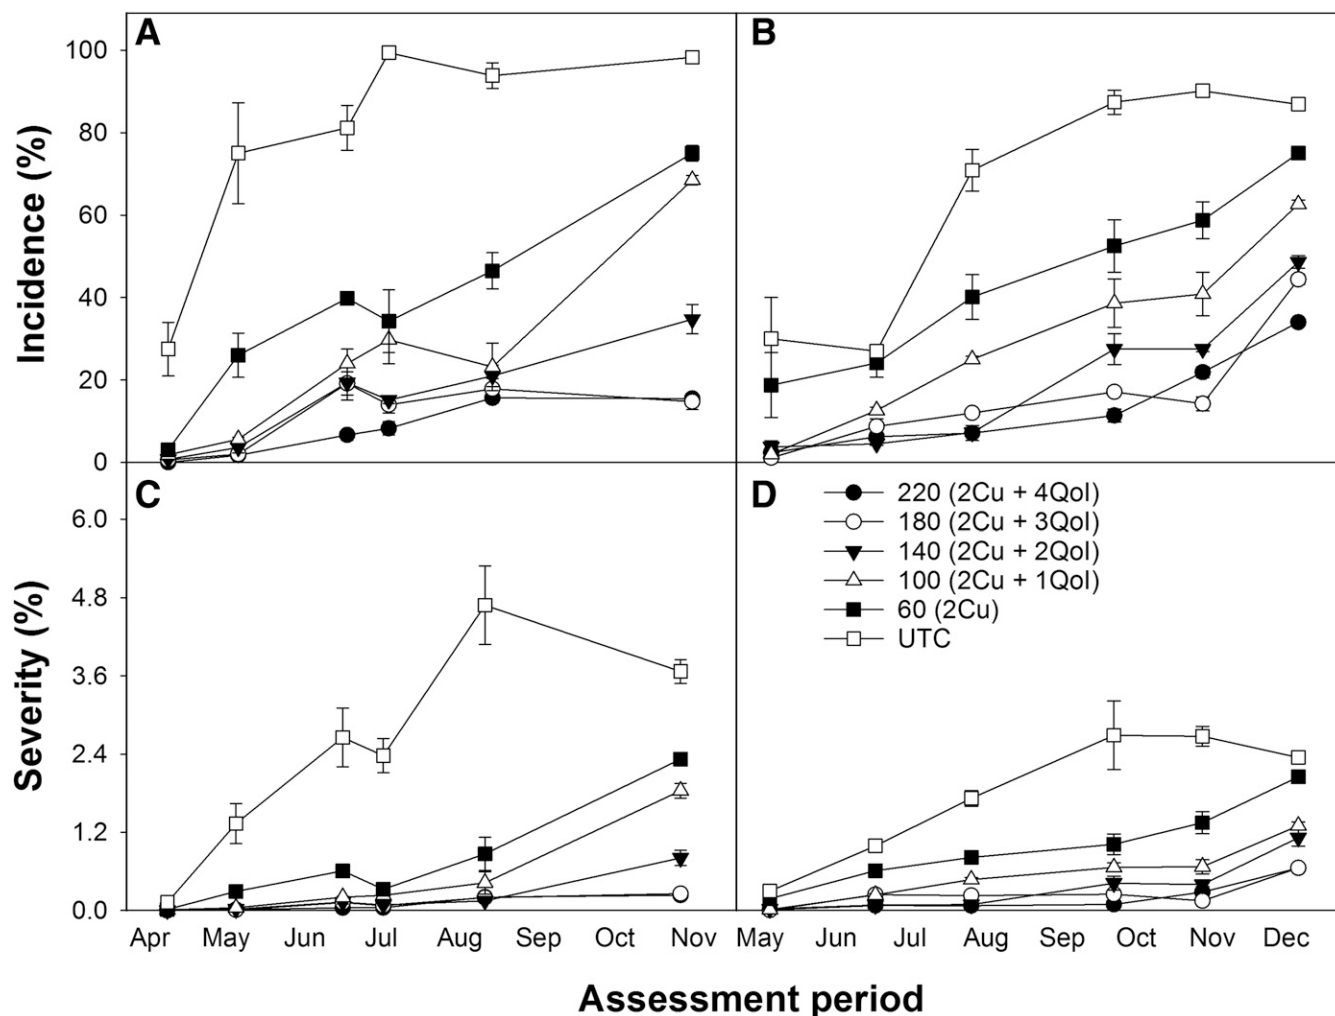 A
B
Incidence (%)
100
80
60
40
20
0
C
D
Severity (%)
6.0
4.8
3.6
2.4
1.2
0.0
220 (2Cu + 4QoI)
180 (2Cu + 3QoI)
140 (2Cu + 2QoI)
100 (2Cu + 1QoI)
60 (2Cu)
UTC
Apr May Jun Jul Aug Sep Oct Nov
May Jun Jul Aug Sep Oct Nov Dec
Assessment period